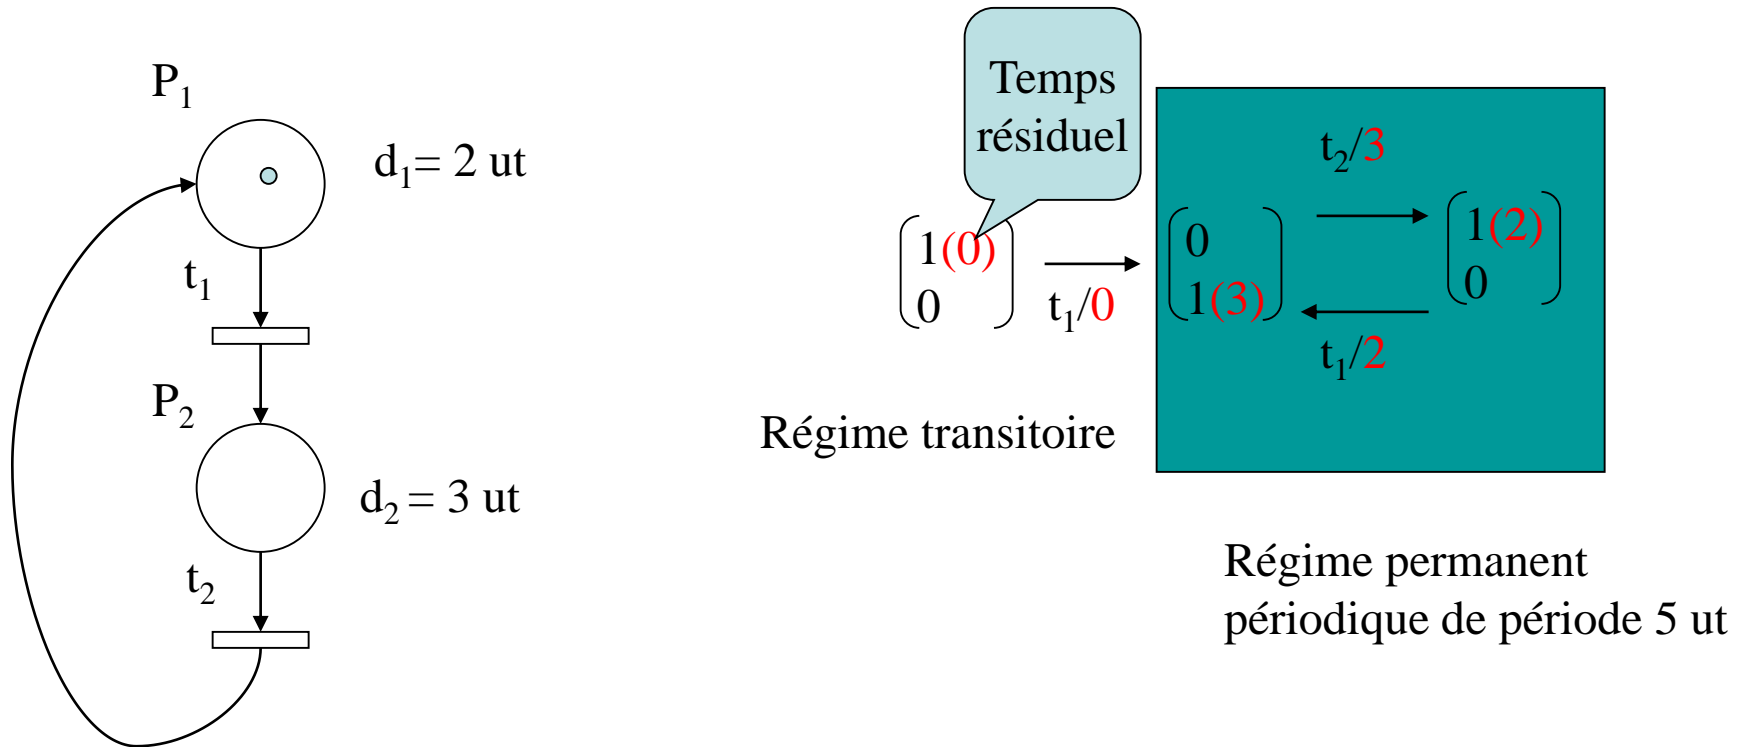 P1
d1= 2 ut
t1
P2
d2 = 3 ut
t2
Temps
résiduel
1(0)
0
t1/0
Régime transitoire
t2/3
0
1(3)
1(2)
0
t1/2
Régime permanent
périodique de période 5 ut